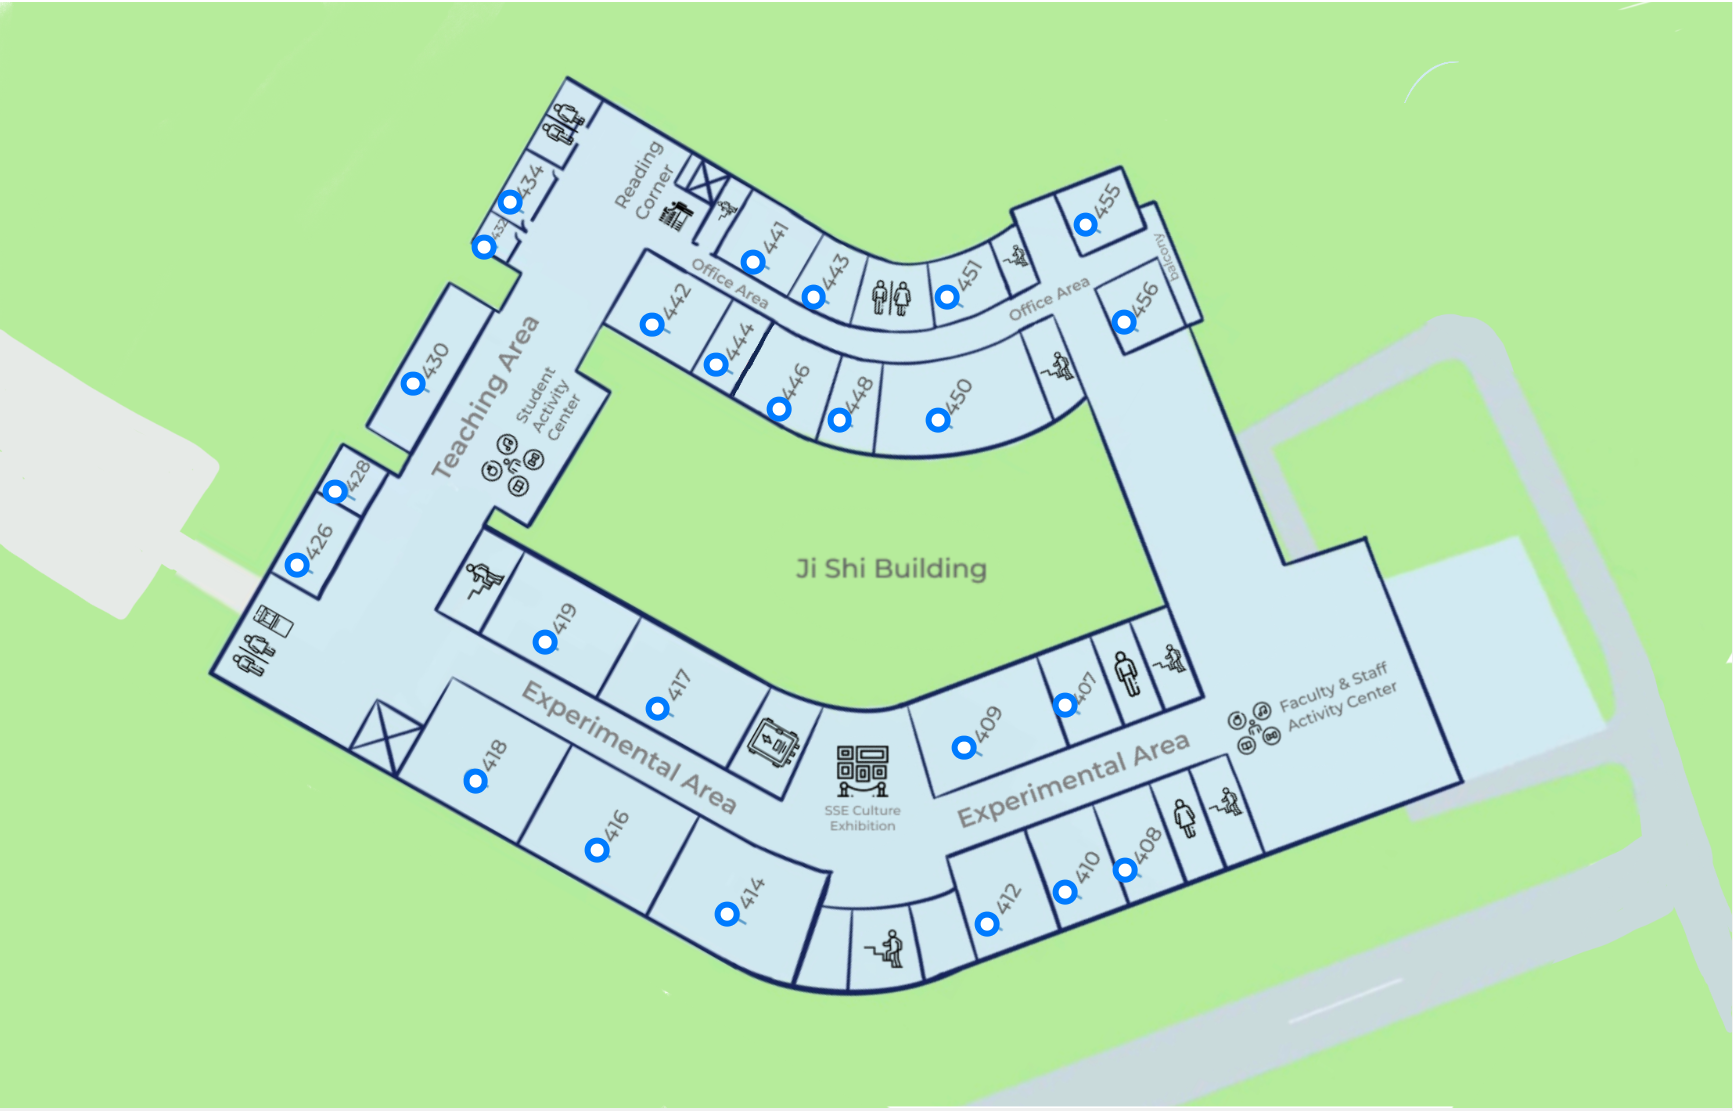 434
432
Reading
Corner
441
443
451
455
balcony
Office Area
Office Area
442
444
446
448
450
456
430
Teaching Area
Student
Activity
Center
428
426
Ji Shi Building
419
417
409
407
Experimental Area
Experimental Area
Faculty & Staff
Activity Center
SSE Culture
Exhibition
418
416
414
412
410
408